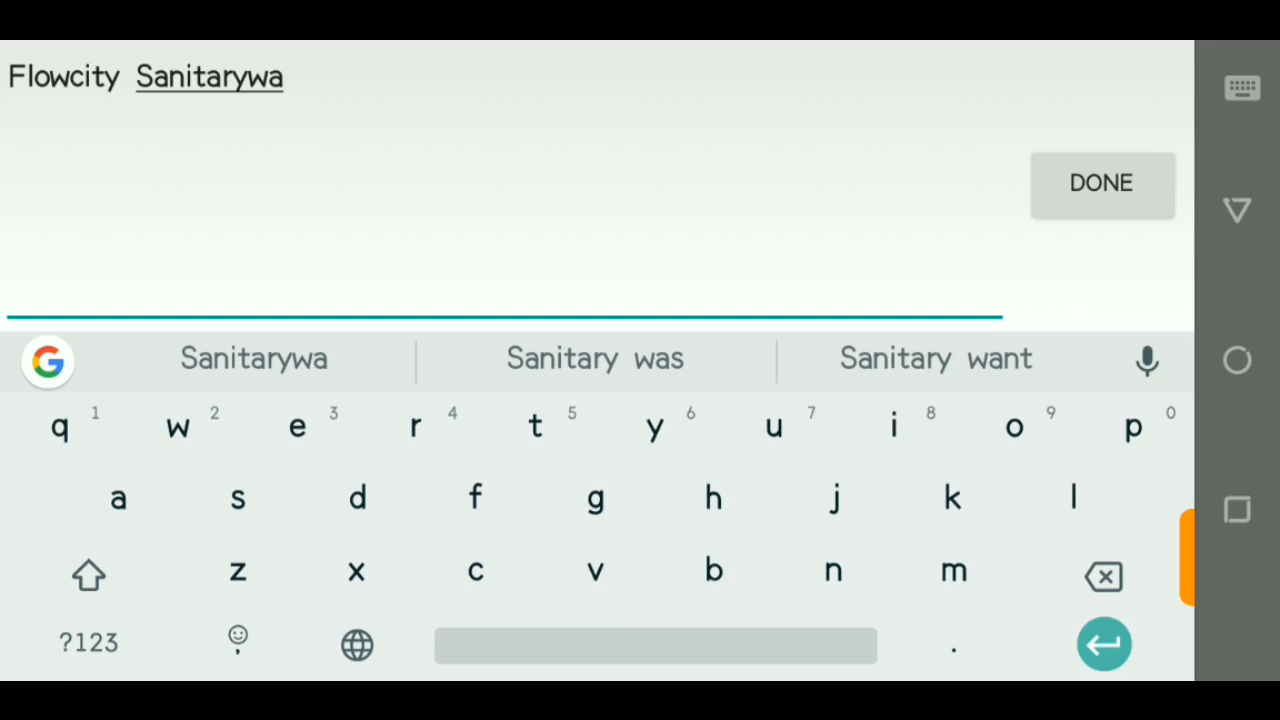 Flowcity Sanitarywa
DONE
Sanitarywa Sanitary was Sanitary want
q 1 w 2 e 3 r 4 t 5 y 6 u 7 i 8 o 9 p 0
a s d f g h j k l
z x c v b n m
?123 , .